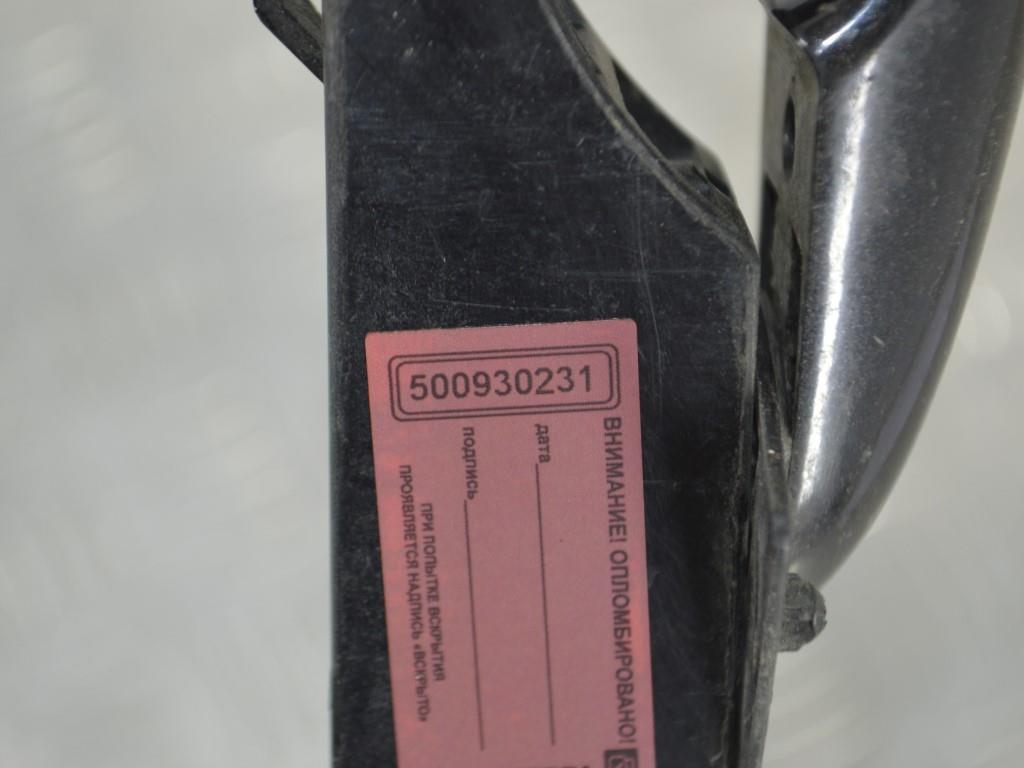 500930231
ВНИМАНИЕ! ОПЛОМБИРОВАНО!
дата
подпись
ПРИ ПОПЫТКЕ ВСКРЫТИЯ
ПРОЯВЛЯЕТСЯ НАДПИСЬ «ВСКРЫТО»